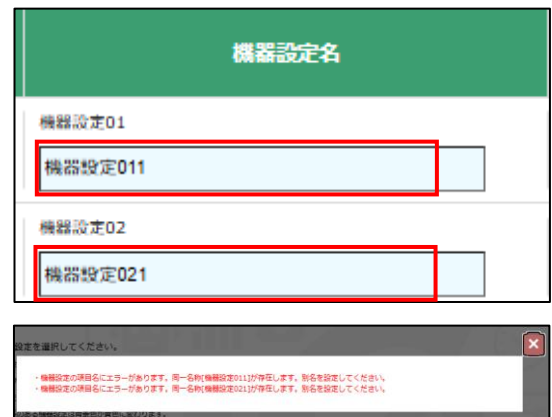 機器設定名
機器設定01
機器設定011
機器設定02
機器設定021
設定を選択してください。
・機器設定の項目名にエラーがあります。同一名称[機器設定011]が存在します。別名を設定してください。
・機器設定の項目名にエラーがあります。同一名称[機器設定021]が存在します。別名を設定してください。